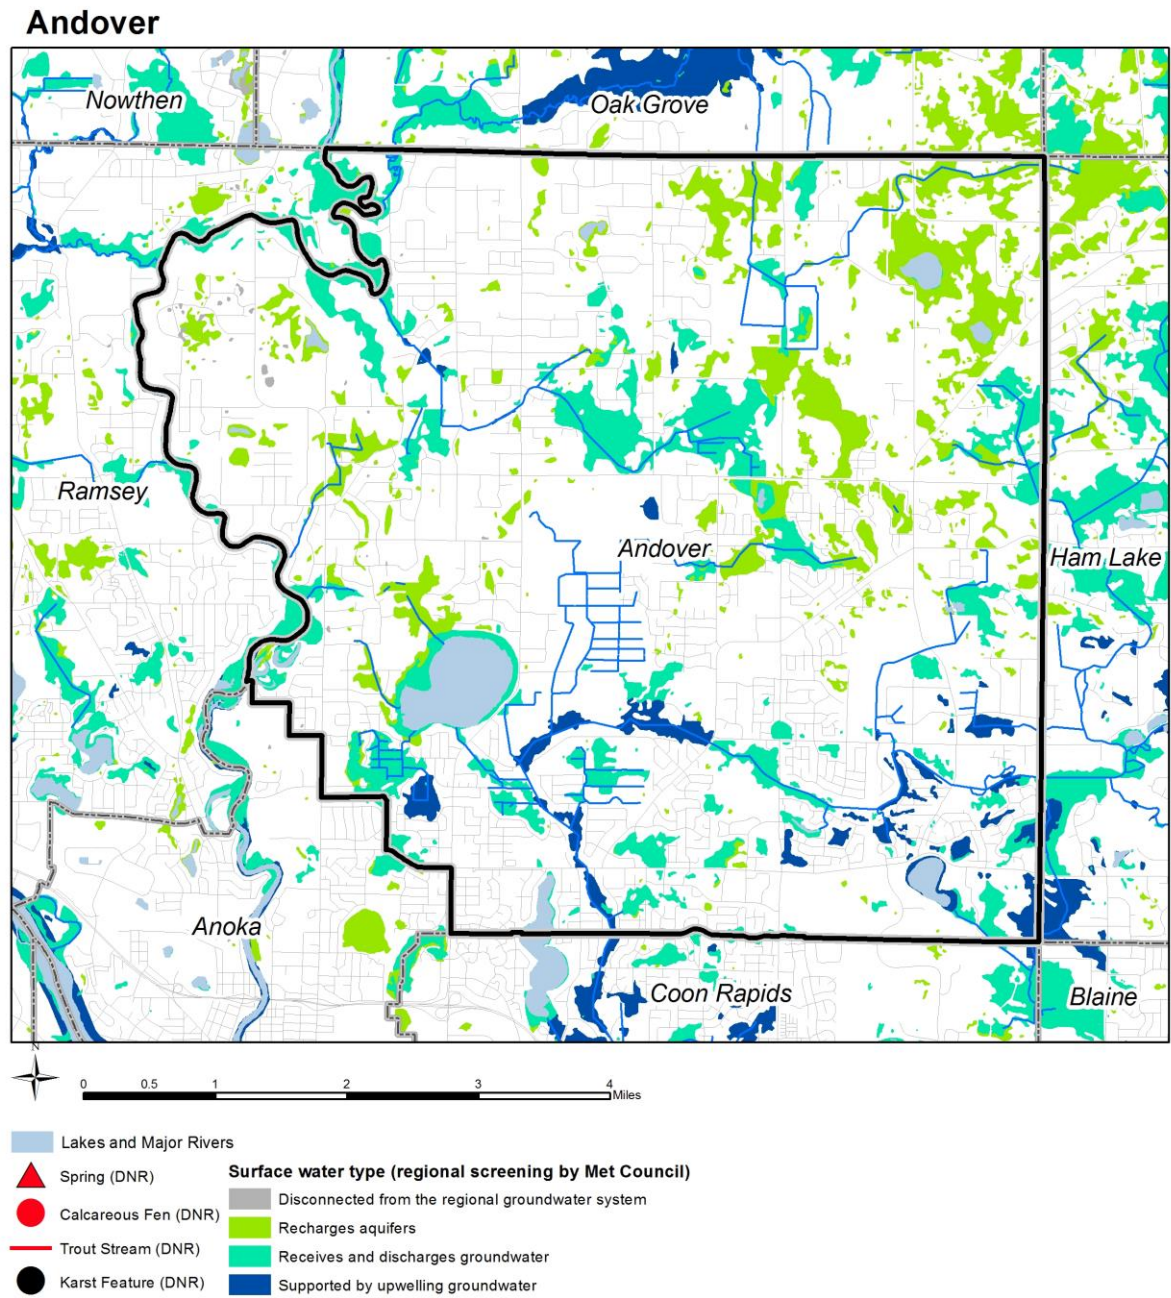 Andover
Nowthen
Oak Grove
Ramsey
Andover
Ham Lake
Anoka
Coon Rapids
Blaine
N
0 0.5 1 2 3 4
Miles
Lakes and Major Rivers
Spring (DNR)
Calcareous Fen (DNR)
Trout Stream (DNR)
Karst Feature (DNR)
Surface water type (regional screening by Met Council)
Disconnected from the regional groundwater system
Recharges aquifers
Receives and discharges groundwater
Supported by upwelling groundwater